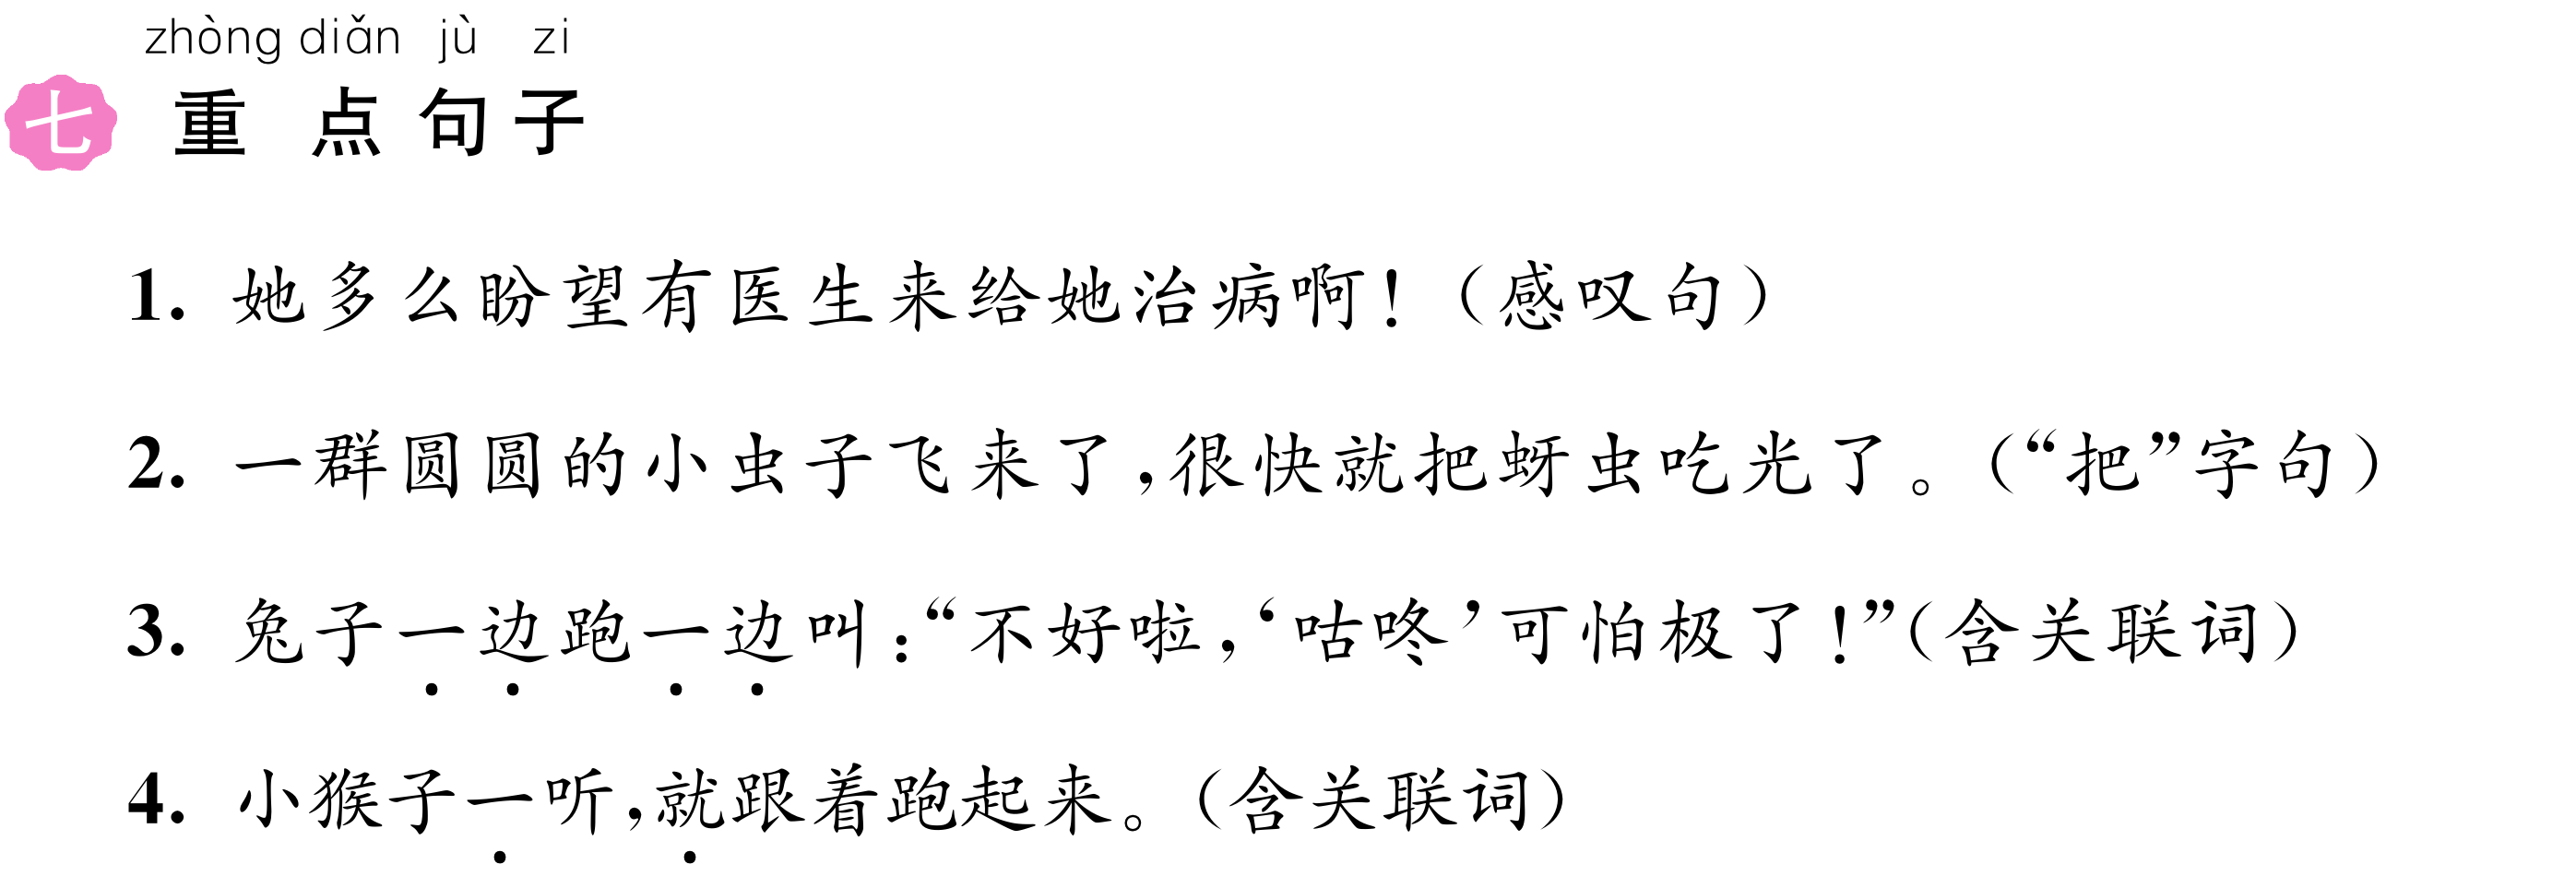 zhòng diǎn jù zi
七 重点句子
1. 她多么盼望有医生来给她治病啊！（感叹句）
2. 一群圆圆的小虫子飞来了，很快就把蚜虫吃光了。（“把”字句）
3. 兔子一边跑一边叫：“不好啦，‘咕咚’可怕极了！”（含关联词）
4. 小猴子一听，就跟着跑起来。（含关联词）